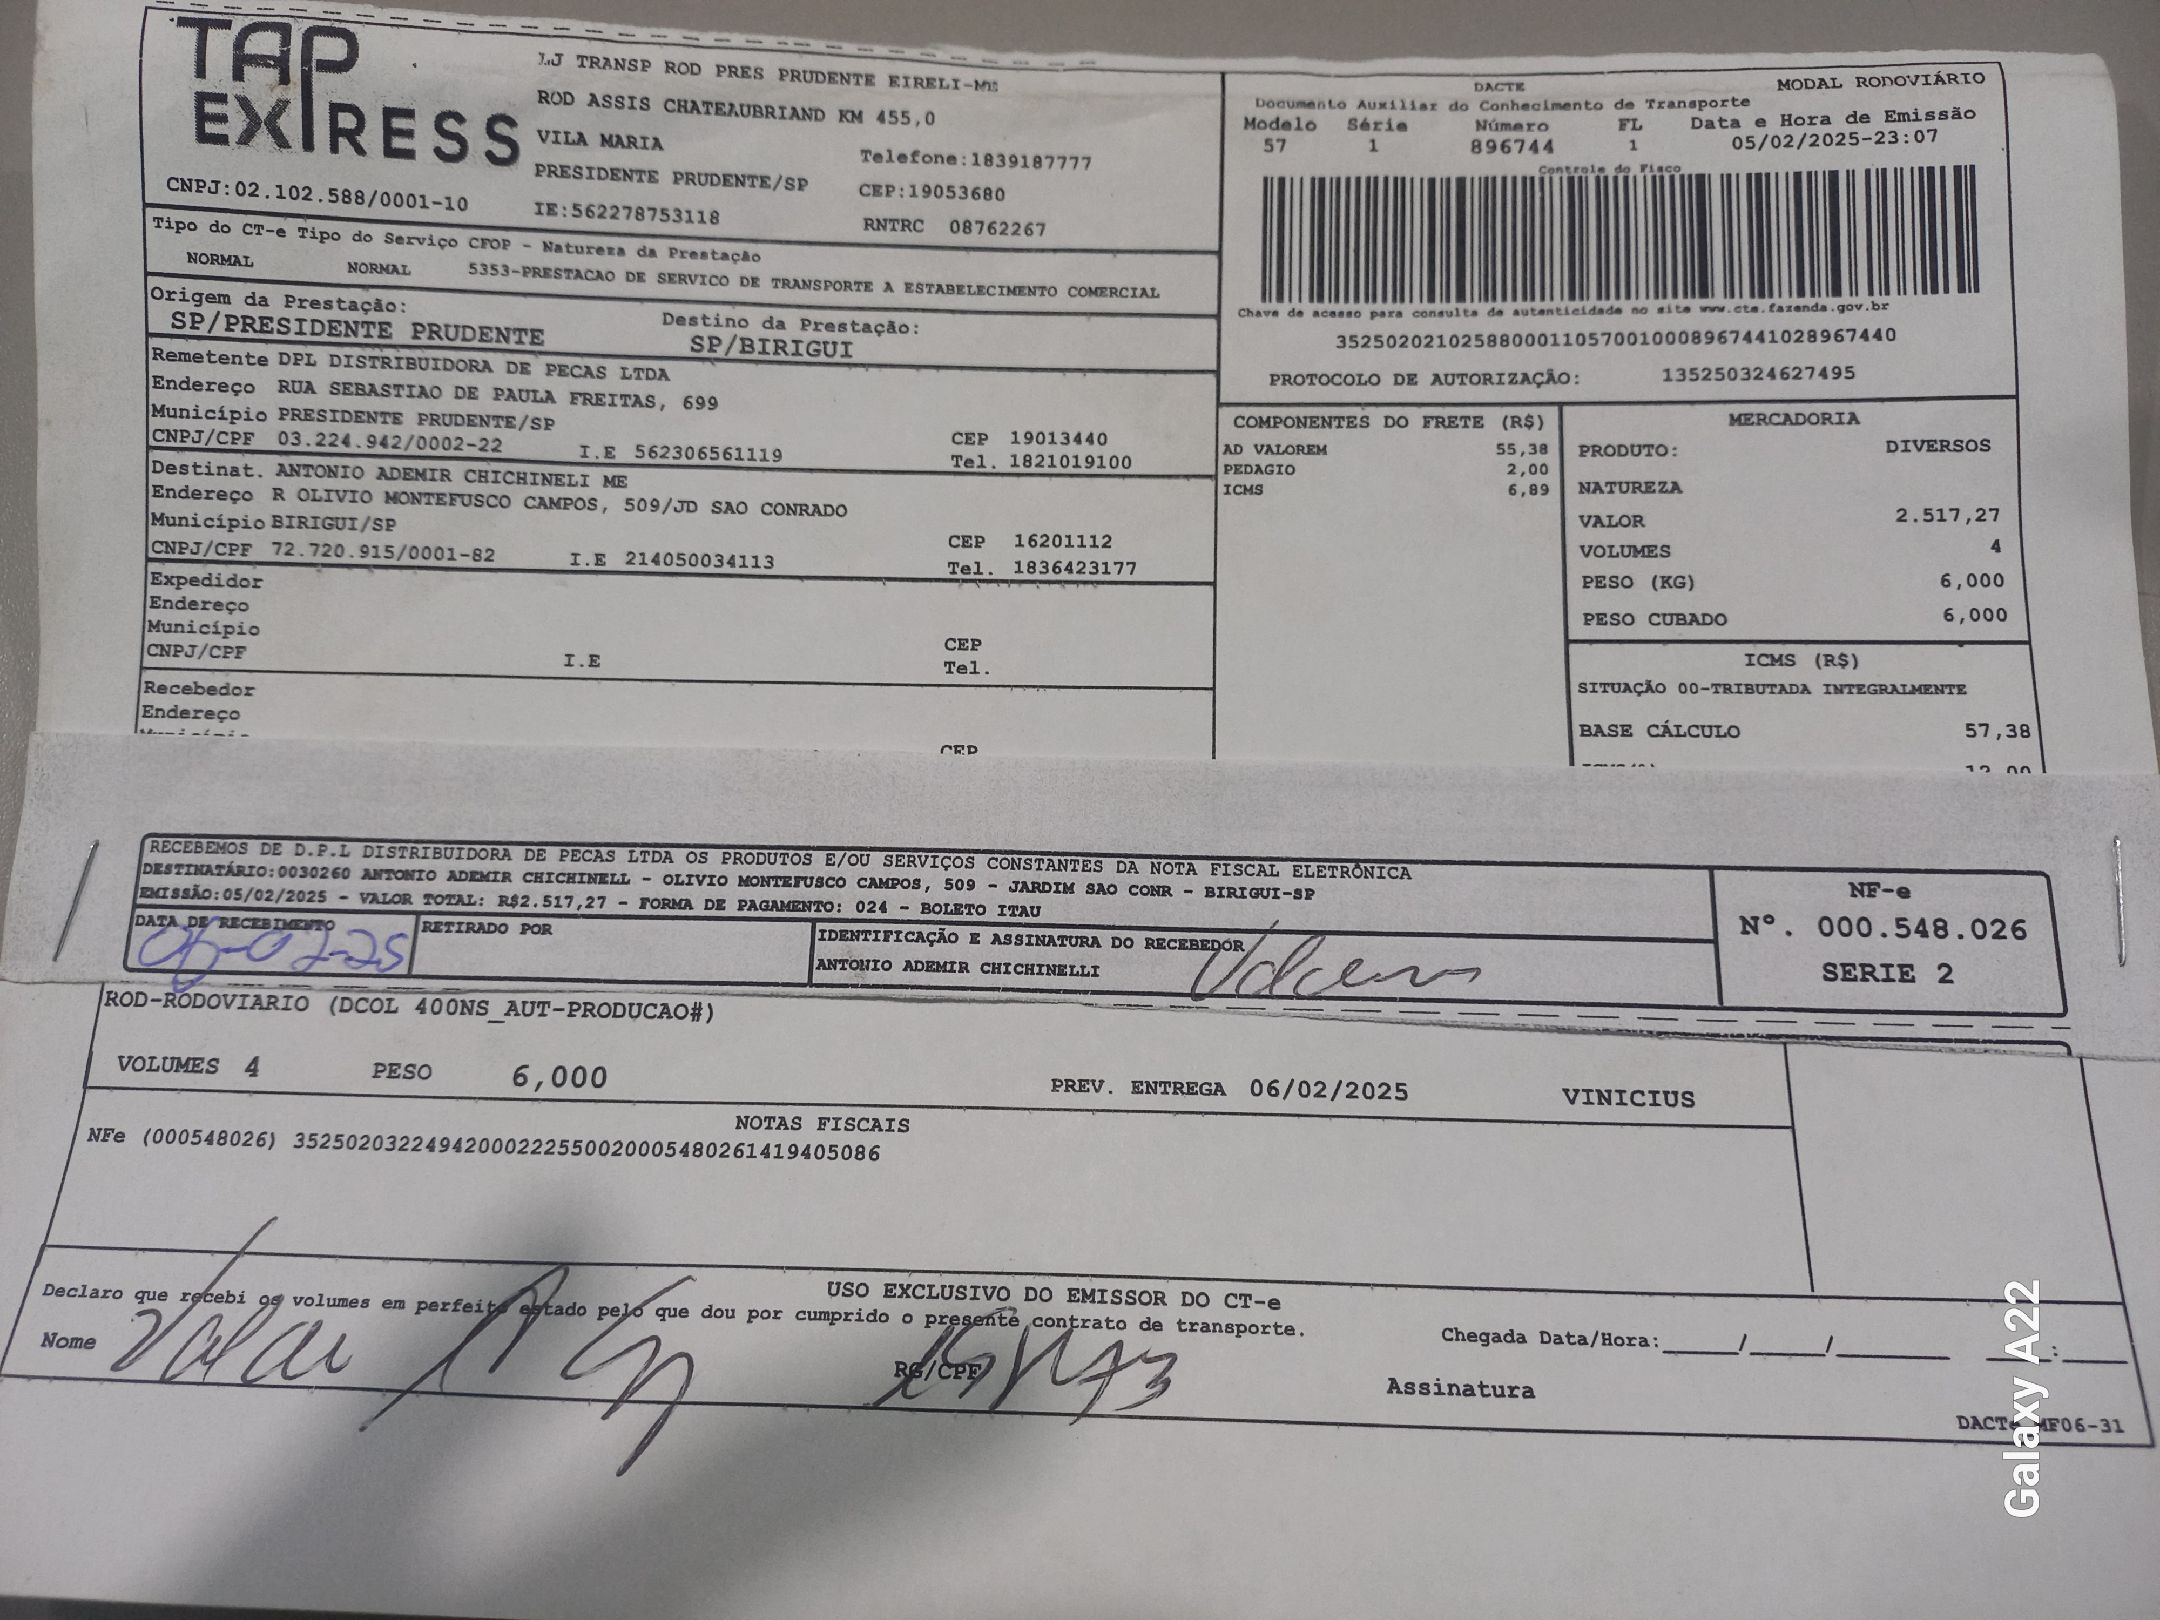 TAP EXPRESS
LJ TRANSP ROD PRES PRUDENTE EIRELI-ME
ROD ASSIS CHATEAUBRIAND KM 455,0
VILA MARIA
Telefone:1839187777
PRESIDENTE PRUDENTE/SP
CEP:19053680
CNPJ:02.102.588/0001-10
IE:562278753118
RNTRC 08762267
DACTE
MODAL RODOVIÁRIO
Documento Auxiliar do Conhecimento de Transporte
Modelo Série Número FL Data e Hora de Emissão
57 1 896744 1 05/02/2025-23:07
Controle do Fisco
Chave de acesso para consulta de autenticidade no site www.cte.fazenda.gov.br
35250202102588000110570010008967441028967440
PROTOCOLO DE AUTORIZAÇÃO: 135250324627495
Tipo do CT-e Tipo do Serviço CFOP - Natureza da Prestação
NORMAL NORMAL 5353-PRESTACAO DE SERVICO DE TRANSPORTE A ESTABELECIMENTO COMERCIAL
Origem da Prestação:
SP/PRESIDENTE PRUDENTE
Destino da Prestação:
SP/BIRIGUI
Remetente DPL DISTRIBUIDORA DE PECAS LTDA
Endereço RUA SEBASTIAO DE PAULA FREITAS, 699
Município PRESIDENTE PRUDENTE/SP
CEP 19013440
CNPJ/CPF 03.224.942/0002-22 I.E 562306561119 Tel. 1821019100
Destinat. ANTONIO ADEMIR CHICHINELI ME
Endereço R OLIVIO MONTEFUSCO CAMPOS, 509/JD SAO CONRADO
Município BIRIGUI/SP
CEP 16201112
CNPJ/CPF 72.720.915/0001-82 I.E 214050034113 Tel. 1836423177
Expedidor
Endereço
Município
CEP
CNPJ/CPF I.E Tel.
Recebedor
Endereço
CEP
COMPONENTES DO FRETE (R$)
AD VALOREM 55,38
PEDAGIO 2,00
ICMS 6,89
MERCADORIA
PRODUTO: DIVERSOS
NATUREZA
VALOR 2.517,27
VOLUMES 4
PESO (KG) 6,000
PESO CUBADO 6,000
ICMS (R$)
SITUAÇÃO 00-TRIBUTADA INTEGRALMENTE
BASE CÁLCULO 57,38
RECEBEMOS DE D.P.L DISTRIBUIDORA DE PECAS LTDA OS PRODUTOS E/OU SERVIÇOS CONSTANTES DA NOTA FISCAL ELETRÔNICA
DESTINATÁRIO:0030260 ANTONIO ADEMIR CHICHINELL - OLIVIO MONTEFUSCO CAMPOS, 509 - JARDIM SAO CONR - BIRIGUI-SP
EMISSÃO:05/02/2025 - VALOR TOTAL: R$2.517,27 - FORMA DE PAGAMENTO: 024 - BOLETO ITAU
DATA DE RECEBIMENTO
06-02-25
RETIRADO POR
IDENTIFICAÇÃO E ASSINATURA DO RECEBEDOR
ANTONIO ADEMIR CHICHINELLI
NF-e
Nº. 000.548.026
SERIE 2
ROD-RODOVIARIO (DCOL 400NS_AUT-PRODUCAO#)
VOLUMES 4 PESO 6,000 PREV. ENTREGA 06/02/2025 VINICIUS
NOTAS FISCAIS
NFe (000548026) 35250203224942000222550020005480261419405086
USO EXCLUSIVO DO EMISSOR DO CT-e
Declaro que recebi os volumes em perfeito estado pelo que dou por cumprido o presente contrato de transporte.
Nome
RG/CPF
Chegada Data/Hora:_____/_____/_______ ____:____
Assinatura
Galaxy A22